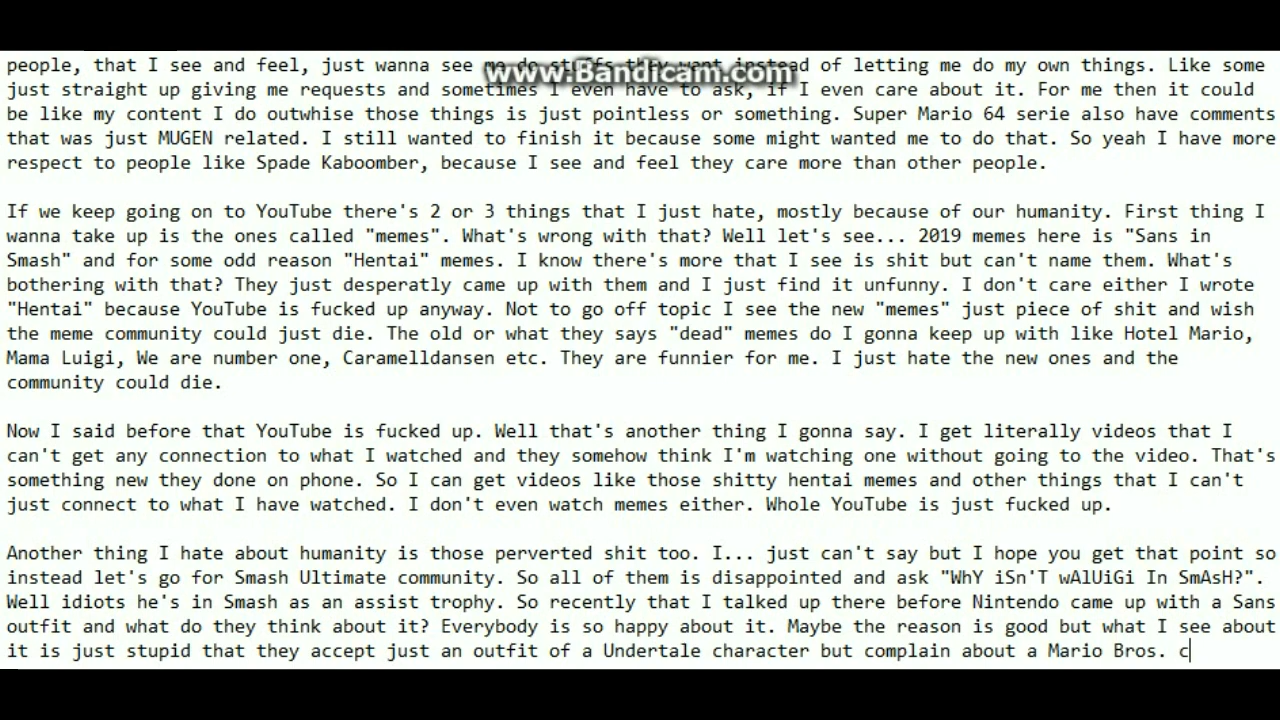 www.Bandicam.com
people, that I see and feel, just wanna see me do stuffs they want instead of letting me do my own things. Like some
just straight up giving me requests and sometimes I even have to ask, if I even care about it. For me then it could
be like my content I do outwhise those things is just pointless or something. Super Mario 64 serie also have comments
that was just MUGEN related. I still wanted to finish it because some might wanted me to do that. So yeah I have more
respect to people like Spade Kaboomber, because I see and feel they care more than other people.
If we keep going on to YouTube there's 2 or 3 things that I just hate, mostly because of our humanity. First thing I
wanna take up is the ones called "memes". What's wrong with that? Well let's see... 2019 memes here is "Sans in
Smash" and for some odd reason "Hentai" memes. I know there's more that I see is shit but can't name them. What's
bothering with that? They just desperatly came up with them and I just find it unfunny. I don't care either I wrote
"Hentai" because YouTube is fucked up anyway. Not to go off topic I see the new "memes" just piece of shit and wish
the meme community could just die. The old or what they says "dead" memes do I gonna keep up with like Hotel Mario,
Mama Luigi, We are number one, Caramelldansen etc. They are funnier for me. I just hate the new ones and the
community could die.
Now I said before that YouTube is fucked up. Well that's another thing I gonna say. I get literally videos that I
can't get any connection to what I watched and they somehow think I'm watching one without going to the video. That's
something new they done on phone. So I can get videos like those shitty hentai memes and other things that I can't
just connect to what I have watched. I don't even watch memes either. Whole YouTube is just fucked up.
Another thing I hate about humanity is those perverted shit too. I... just can't say but I hope you get that point so
instead let's go for Smash Ultimate community. So all of them is disappointed and ask "WhY iSn'T wAlUiGi In SmAsH?".
Well idiots he's in Smash as an assist trophy. So recently that I talked up there before Nintendo came up with a Sans
outfit and what do they think about it? Everybody is so happy about it. Maybe the reason is good but what I see about
it is just stupid that they accept just an outfit of a Undertale character but complain about a Mario Bros. c